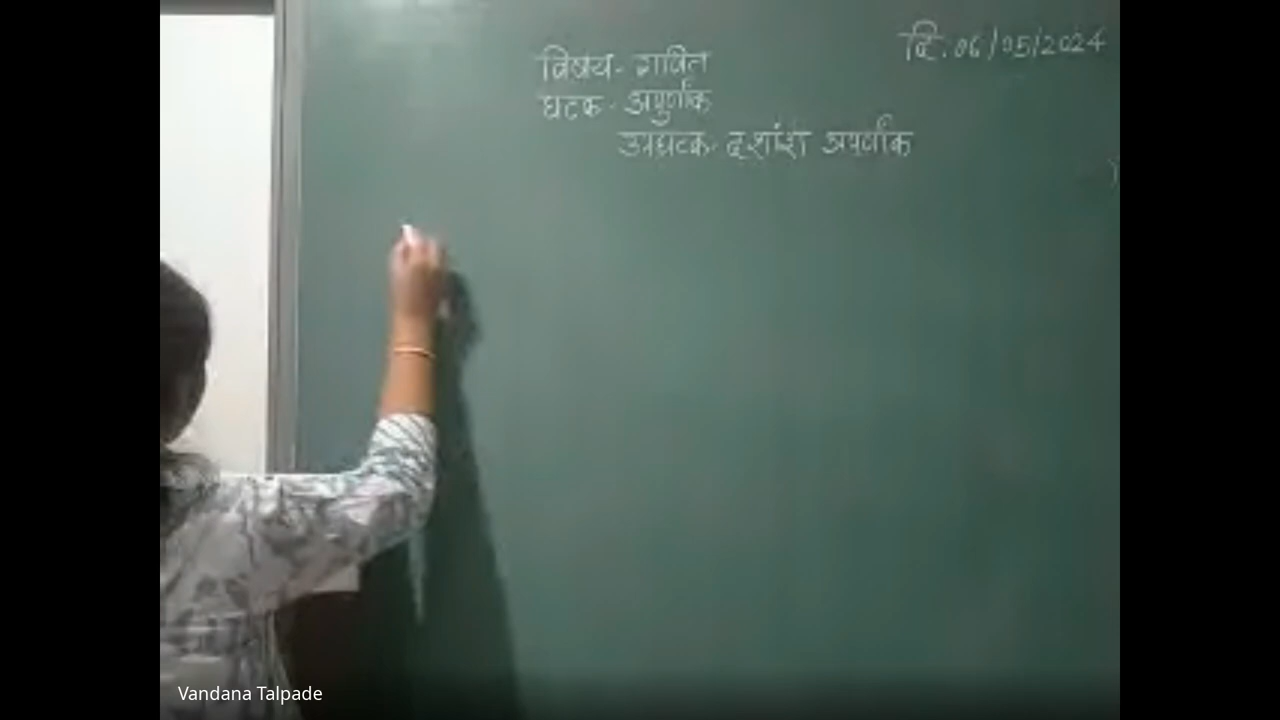 दि. 06/05/2024
विषय - गणित
घटक - अपुर्णांक
उपघटक - दशांश अपूर्णांक
Vandana Talpade